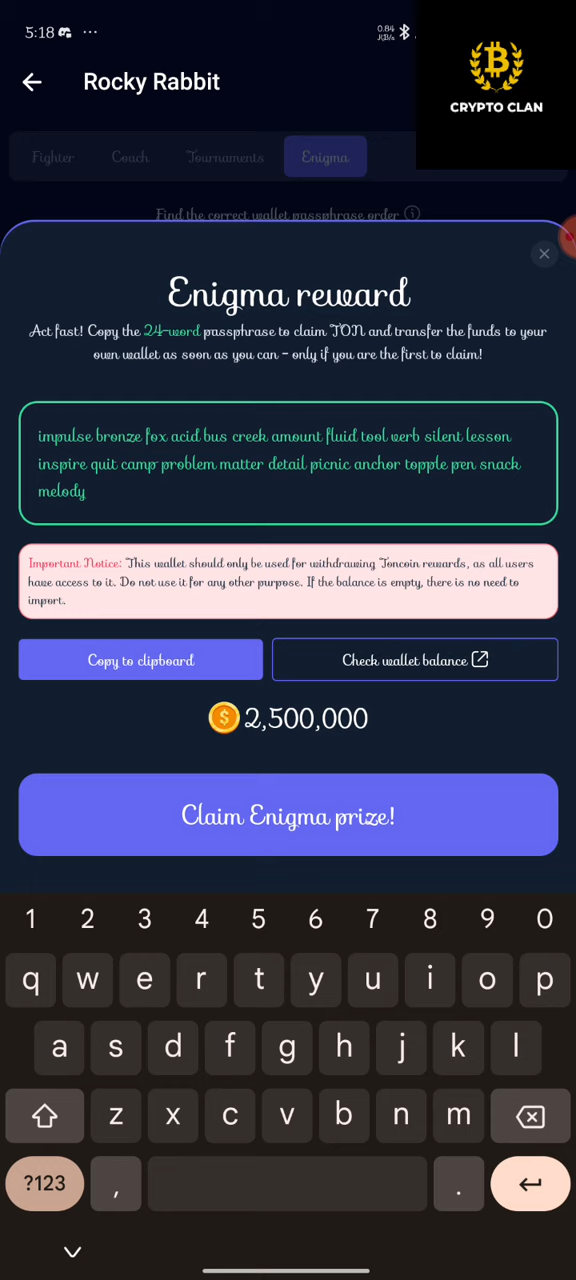 5:18 ...
0.84
KB/s
Rocky Rabbit
CRYPTO CLAN
Fighter Coach Tournaments Enigma
Find the correct wallet passphrase order
Enigma reward
Act fast! Copy the 24-word passphrase to claim TON and transfer the funds to your
own wallet as soon as you can - only if you are the first to claim!
impulse bronze fox acid bus creek amount fluid tool verb silent lesson
inspire quit camp problem matter detail picnic anchor topple pen snack
melody
Important Notice: This wallet should only be used for withdrawing Toncoin rewards, as all users
have access to it. Do not use it for any other purpose. If the balance is empty, there is no need to
import.
Copy to clipboard Check wallet balance
2,500,000
Claim Enigma prize!
1 2 3 4 5 6 7 8 9 0
q w e r t y u i o p
a s d f g h j k l
z x c v b n m
?123 , .